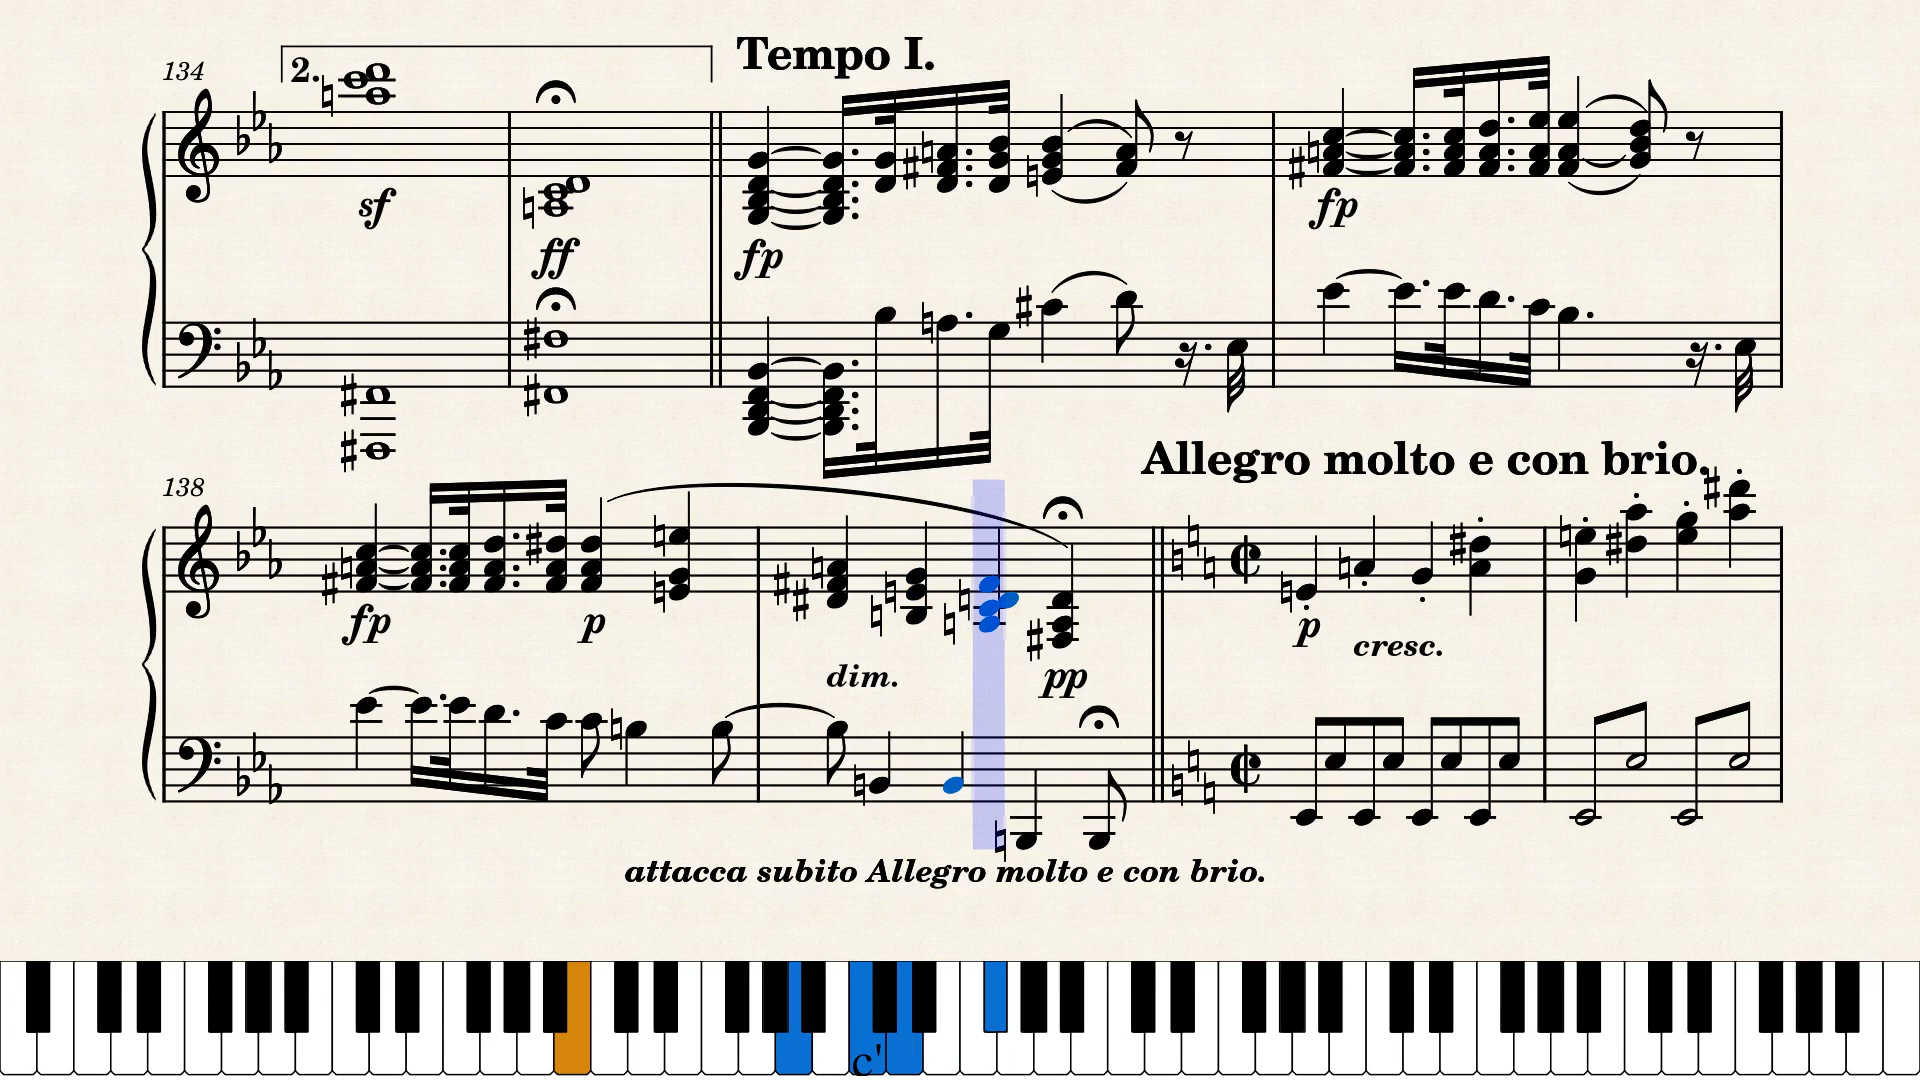 134
2.
Tempo I.
sf
ff
fp
fp
138
Allegro molto e con brio.
fp
p
dim.
pp
p
cresc.
attacca subito Allegro molto e con brio.
c'